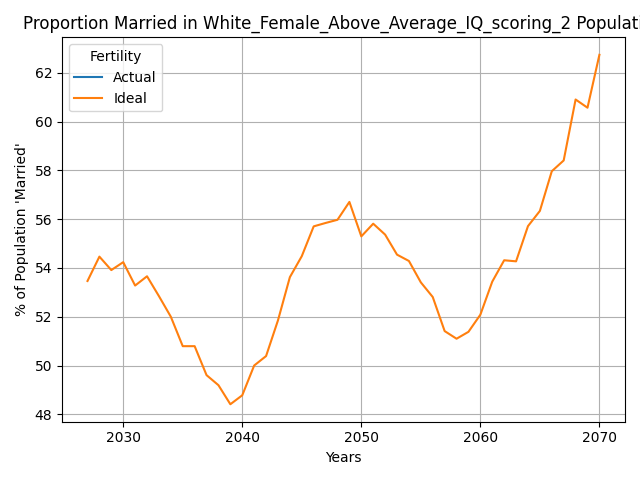 Proportion Married in White_Female_Above_Average_IQ_scoring_2 Populati
Fertility
Actual
Ideal
% of Population 'Married'
62
60
58
56
54
52
50
48
2030 2040 2050 2060 2070
Years